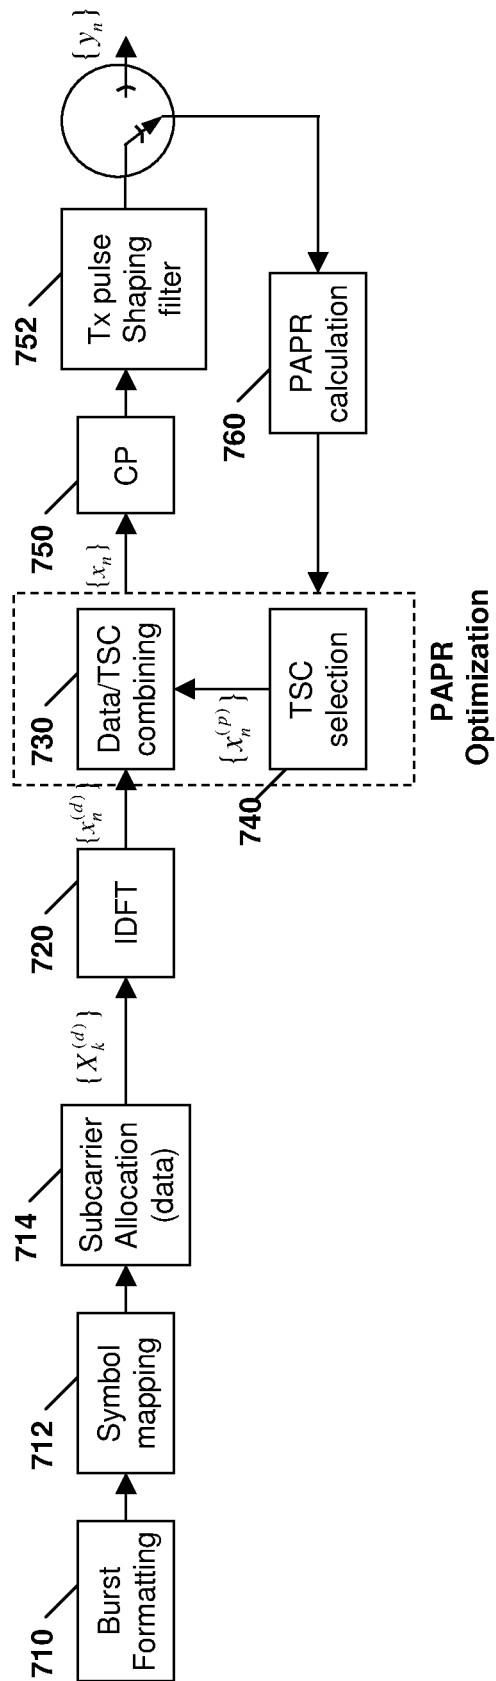 710
Burst
Formatting
712
Symbol
mapping
714
Subcarrier
Allocation
(data)
{X_k^(d)}
720
IDFT
{x_n^(d)}
730
Data/TSC
combining
{x_n^(p)}
740
TSC
selection
PAPR
Optimization
{x_n}
750
CP
752
Tx pulse
Shaping
filter
760
PAPR
calculation
{y_n}